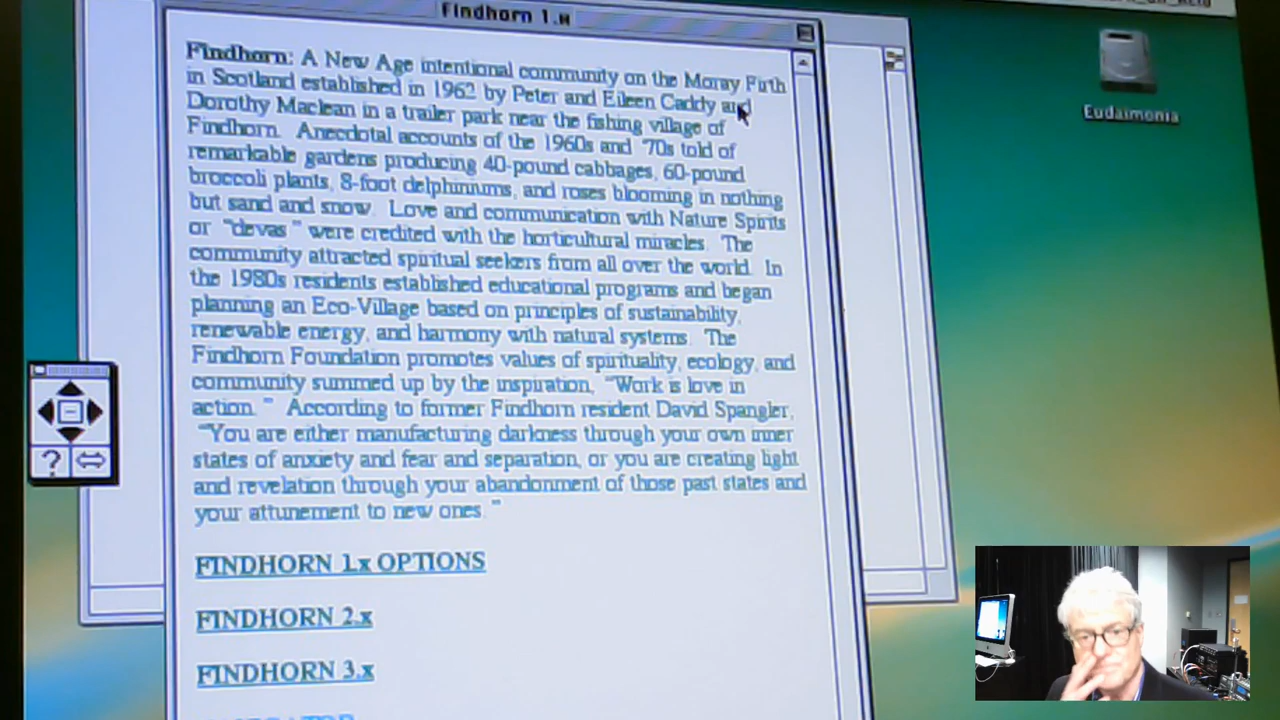 Findhorn 1.x
Findhorn: A New Age intentional community on the Moray Firth
in Scotland established in 1962 by Peter and Eileen Caddy and
Dorothy Maclean in a trailer park near the fishing village of
Findhorn. Anecdotal accounts of the 1960s and '70s told of
remarkable gardens producing 40-pound cabbages, 60-pound
broccoli plants, 8-foot delphiniums, and roses blooming in nothing
but sand and snow. Love and communication with Nature Spirits
or "devas" were credited with the horticultural miracles. The
community attracted spiritual seekers from all over the world. In
the 1980s residents established educational programs and began
planning an Eco-Village based on principles of sustainability,
renewable energy, and harmony with natural systems. The
Findhorn Foundation promotes values of spirituality, ecology, and
community summed up by the inspiration, "Work is love in
action." According to former Findhorn resident David Spangler,
"You are either manufacturing darkness through your own inner
states of anxiety and fear and separation, or you are creating light
and revelation through your abandonment of those past states and
your attunement to new ones."
FINDHORN 1.x OPTIONS
FINDHORN 2.x
FINDHORN 3.x
?
Eudaimonia